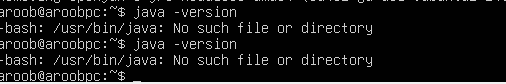 aroob@aroobpc:~$ java -version
-bash: /usr/bin/java: No such file or directory
aroob@aroobpc:~$ java -version
-bash: /usr/bin/java: No such file or directory
aroob@aroobpc:~$ _